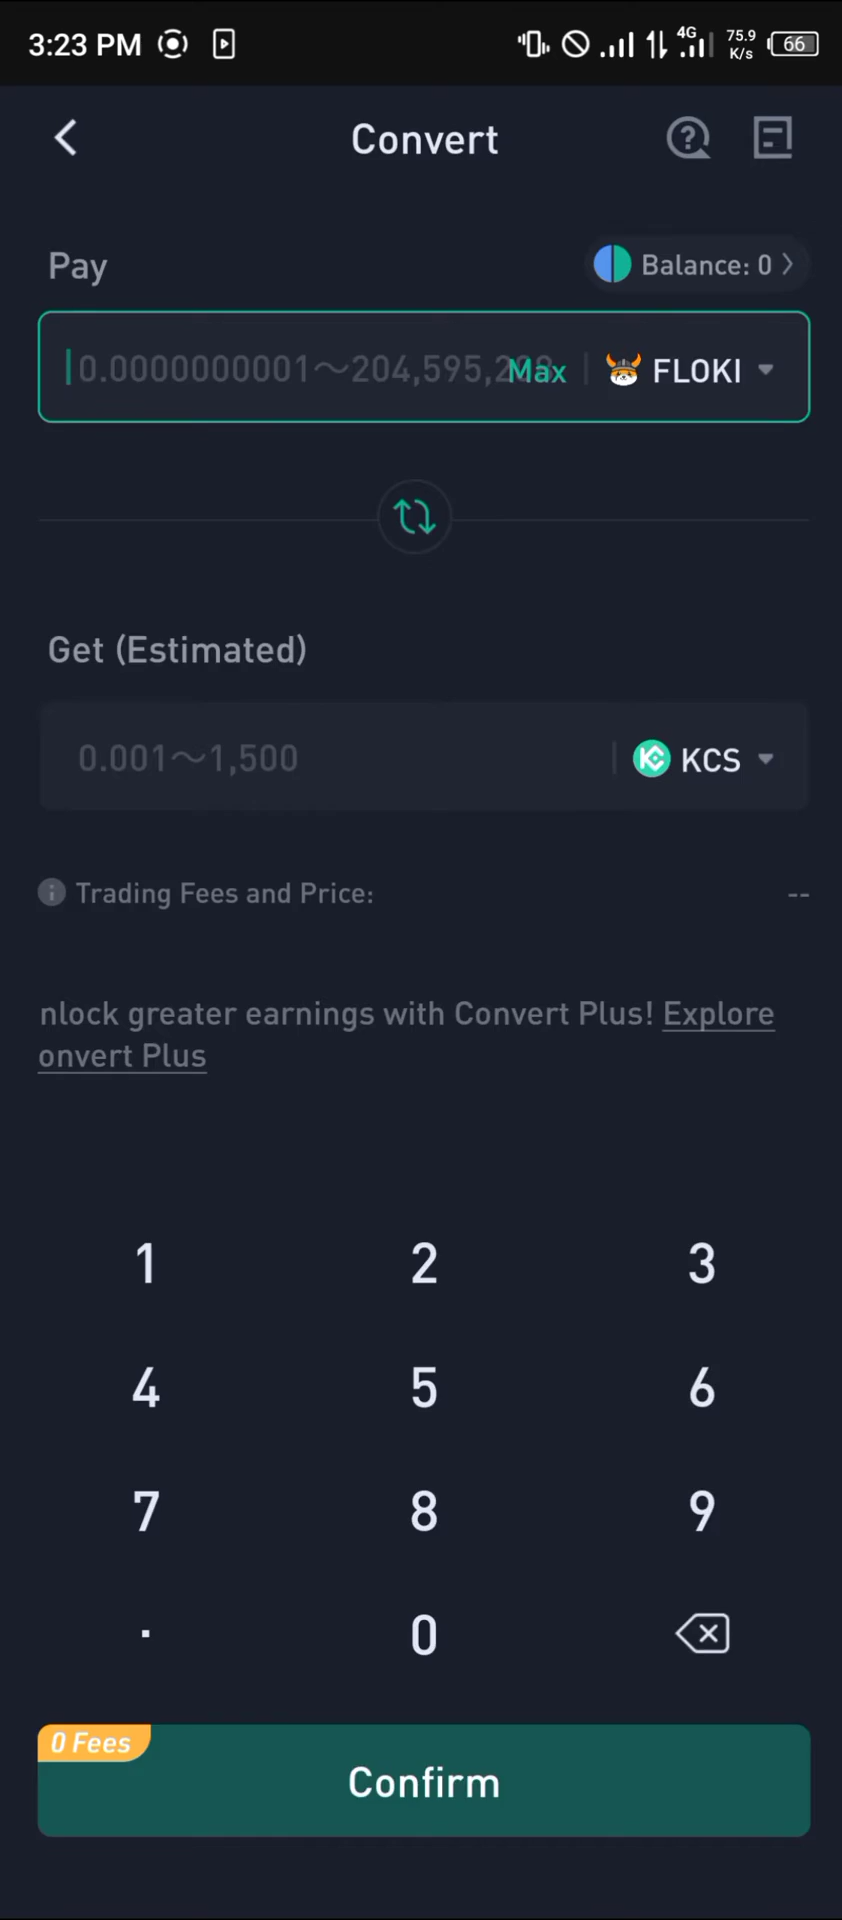 3:23 PM 4G 75.9 K/s 66
Convert
Pay Balance: 0
0.0000000001～204,595,2 Max FLOKI
Get (Estimated)
0.001～1,500 KCS
Trading Fees and Price: --
nlock greater earnings with Convert Plus! Explore
onvert Plus
1 2 3
4 5 6
7 8 9
. 0
0 Fees
Confirm